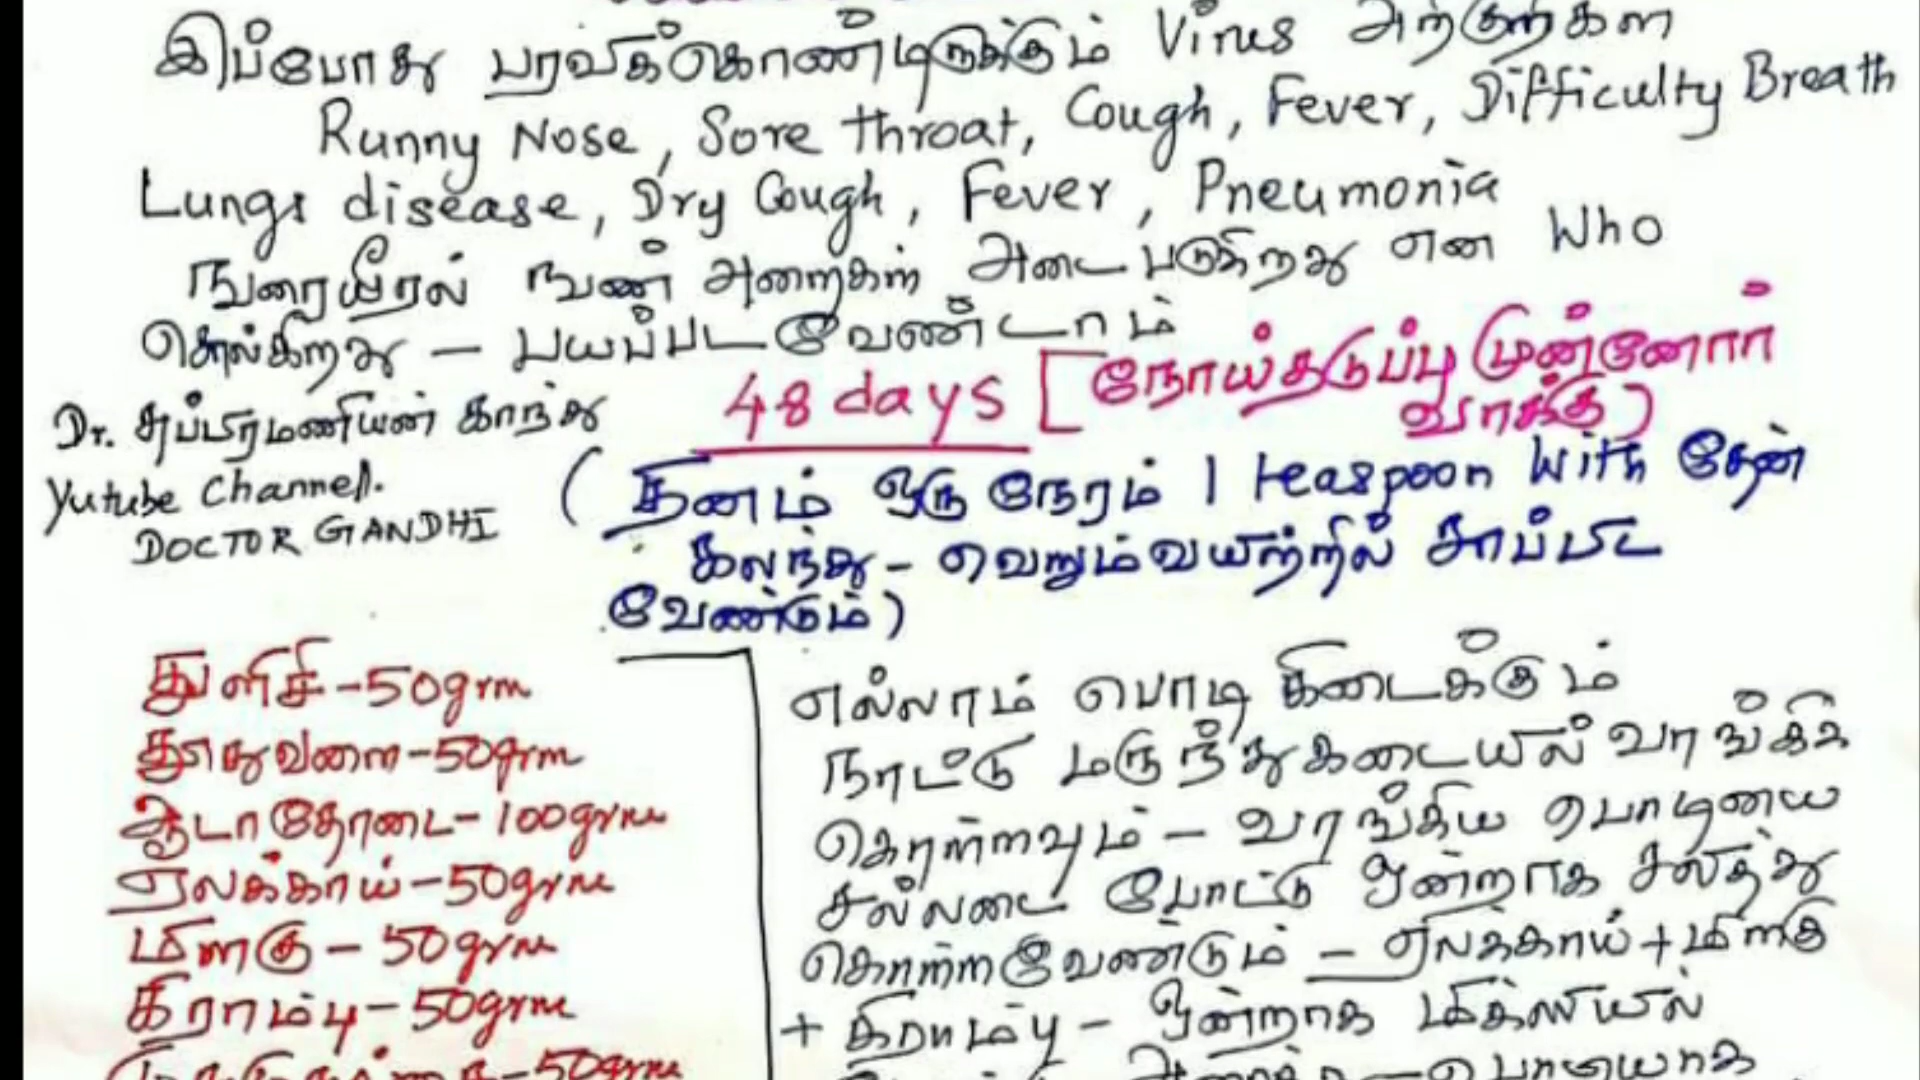 இப்போது பரவிக்கொண்டிருக்கும் Virus அறிகுறிகள்
Runny Nose, Sore throat, Cough, Fever, Difficulty Breath
Lungs disease, Dry Cough, Fever, Pneumonia
நுரையீரல் நுண் அறைகள் அடைபடுகிறது என Who
சொல்கிறது - பயப்படவேண்டாம்
48 days [நோய்தடுப்பு முன்னோர்
வாக்கு)
Dr. சுப்பிரமணியன் காந்தி
Yutube Channel.
DOCTOR GANDHI
(தினம் ஒரு நேரம் 1 teaspoon With தேன்
கலந்து - வெறும்வயிற்றில் சாப்பிட
வேண்டும்)
துளிசி - 50grm
தூதுவளை - 50grm
ஆடாதோடை - 100grm
ஏலக்காய் - 50grm
மிளகு - 50grm
கிராம்பு - 50grm
- 50grm
எல்லாம் பொடி கிடைக்கும்
நாட்டு மருந்துகடையில் வாங்கிக்
கொள்ளவும் - வாங்கிய பொடினைய
சல்லடை போட்டு ஒன்றாக சலித்து
கொள்ளவேண்டும் - ஏலக்காய் + மிளகு
+ கிராம்பு - ஒன்றாக மிக்ஸியில்
பொடியாக